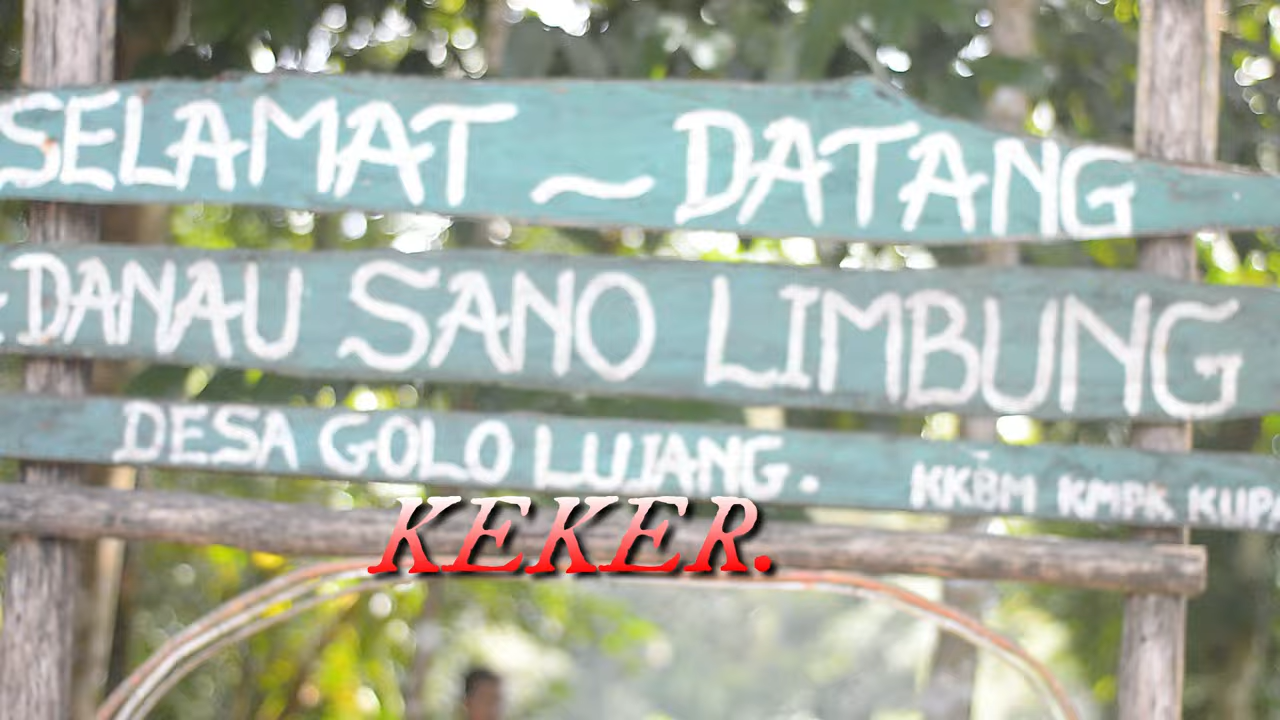 SELAMAT ~ DATANG
DANAU SANO LIMBUNG
DESA GOLO LUJANG. KKBM KMPK
KEKER.